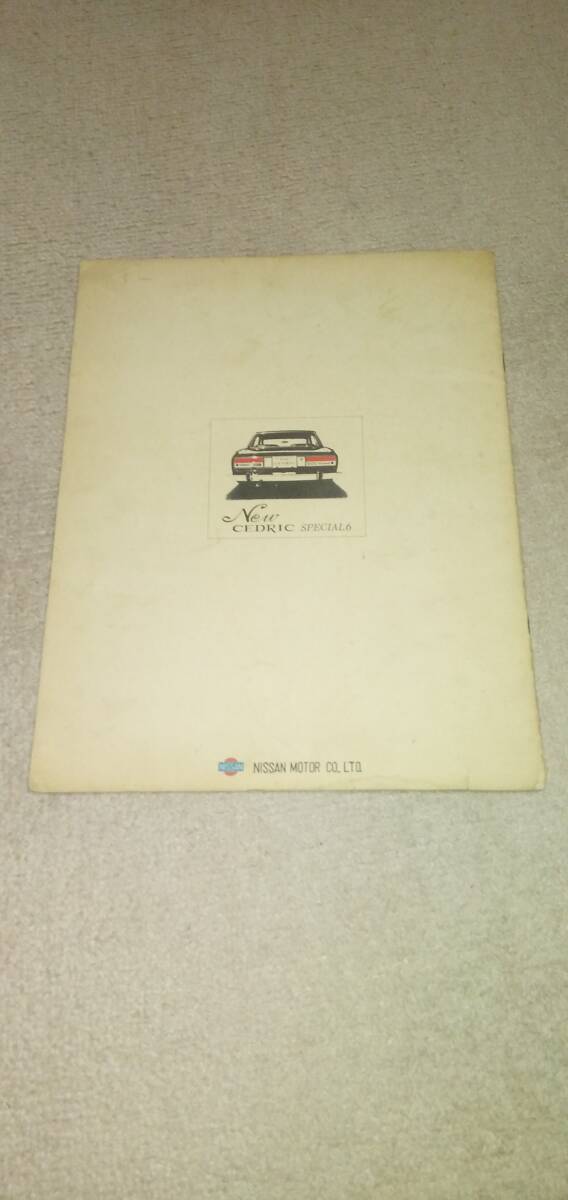 New
CEDRIC SPECIAL6
NISSAN NISSAN MOTOR CO., LTD.